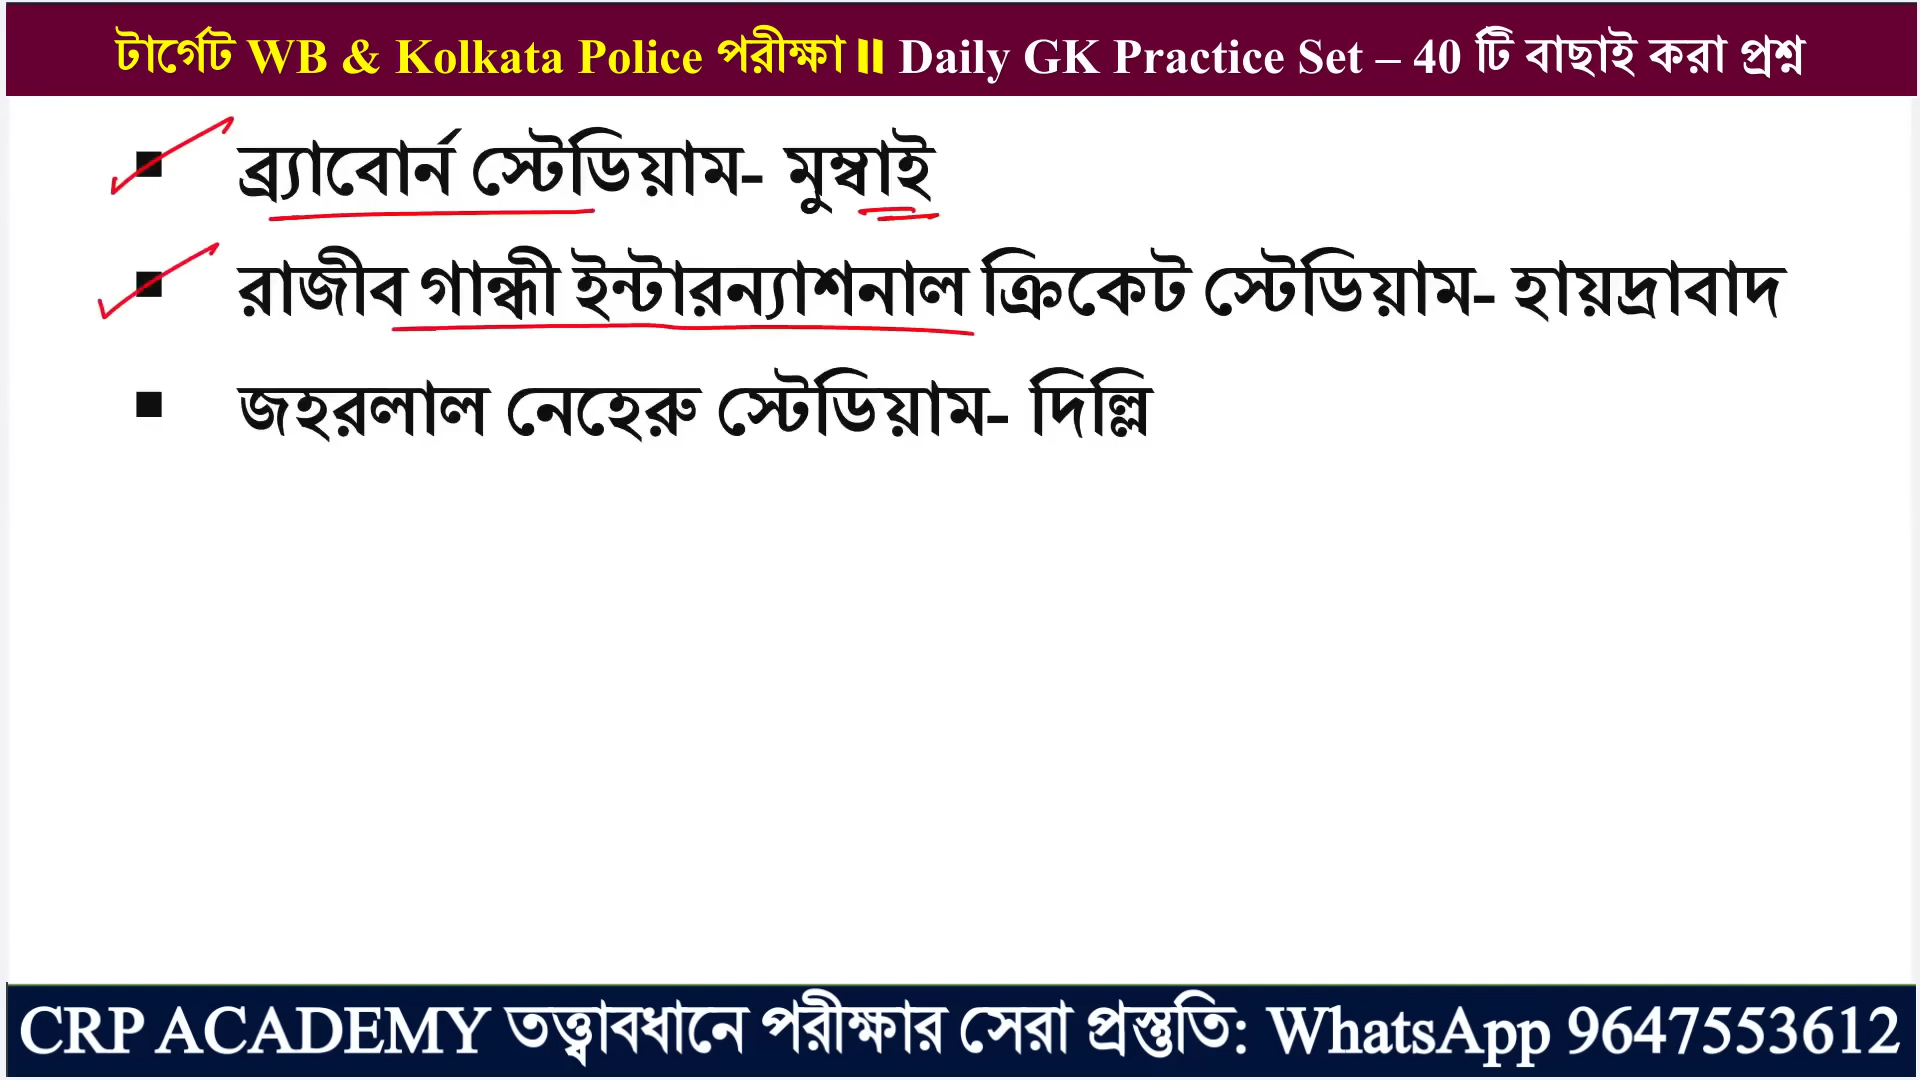 টার্গেট WB & Kolkata Police পরীক্ষা॥ Daily GK Practice Set – 40 টি বাছাই করা প্রশ্ন
▪ ব্র্যাবোর্ন স্টেডিয়াম- মুম্বাই
▪ রাজীব গান্ধী ইন্টারন্যাশনাল ক্রিকেট স্টেডিয়াম- হায়দ্রাবাদ
▪ জহরলাল নেহেরু স্টেডিয়াম- দিল্লি
CRP ACADEMY তত্ত্বাবধানে পরীক্ষার সেরা প্রস্তুতি: WhatsApp 9647553612